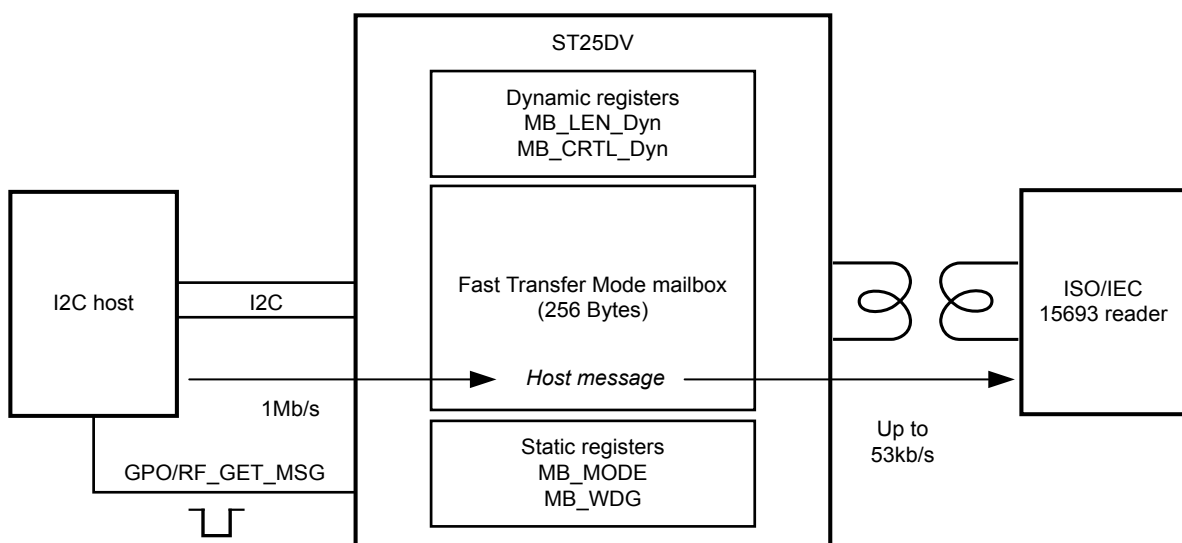 ST25DV
Dynamic registers
MB_LEN_Dyn
MB_CRTL_Dyn
I2C host
I2C
Fast Transfer Mode mailbox
(256 Bytes)
ISO/IEC
15693 reader
Host message
1Mb/s
Up to
53kb/s
GPO/RF_GET_MSG
Static registers
MB_MODE
MB_WDG